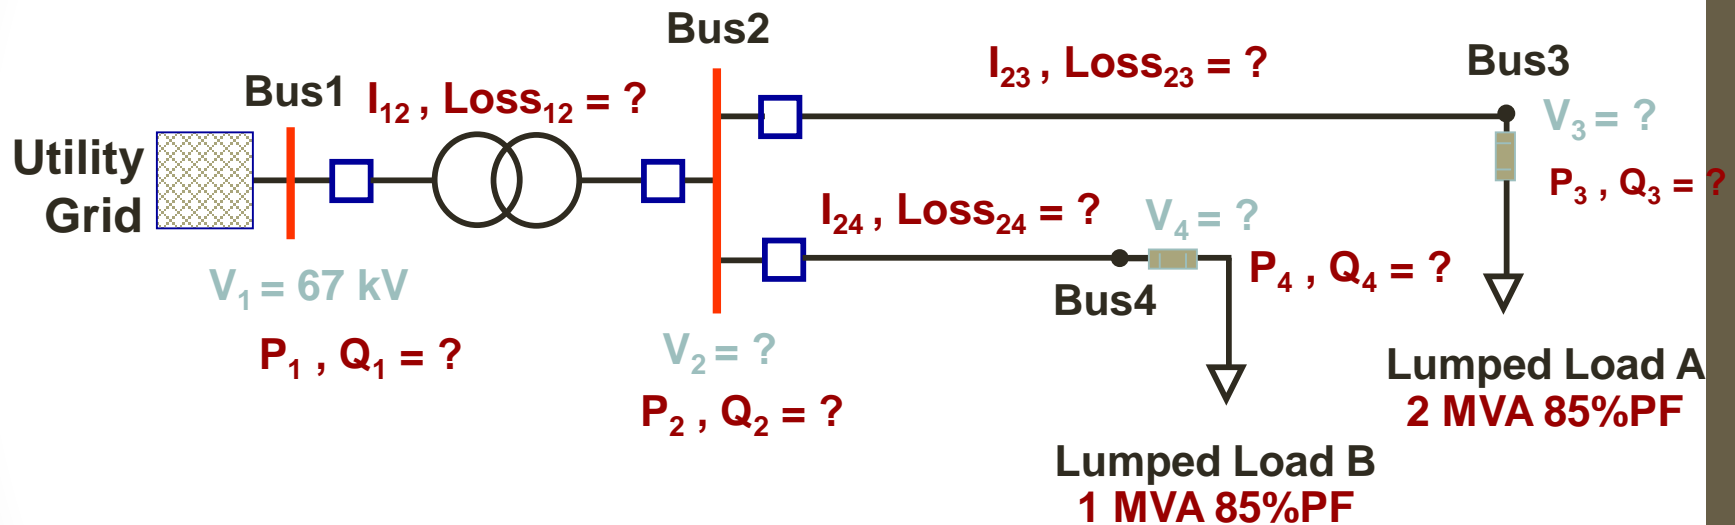 Bus2
I₂₃ , Loss₂₃ = ?
Bus3
Bus1
I₁₂ , Loss₁₂ = ?
V₃ = ?
Utility
Grid
P₃ , Q₃ = ?
I₂₄ , Loss₂₄ = ?
V₄ = ?
P₄ , Q₄ = ?
V₁ = 67 kV
Bus4
P₁ , Q₁ = ?
V₂ = ?
P₂ , Q₂ = ?
Lumped Load A
2 MVA 85%PF
Lumped Load B
1 MVA 85%PF